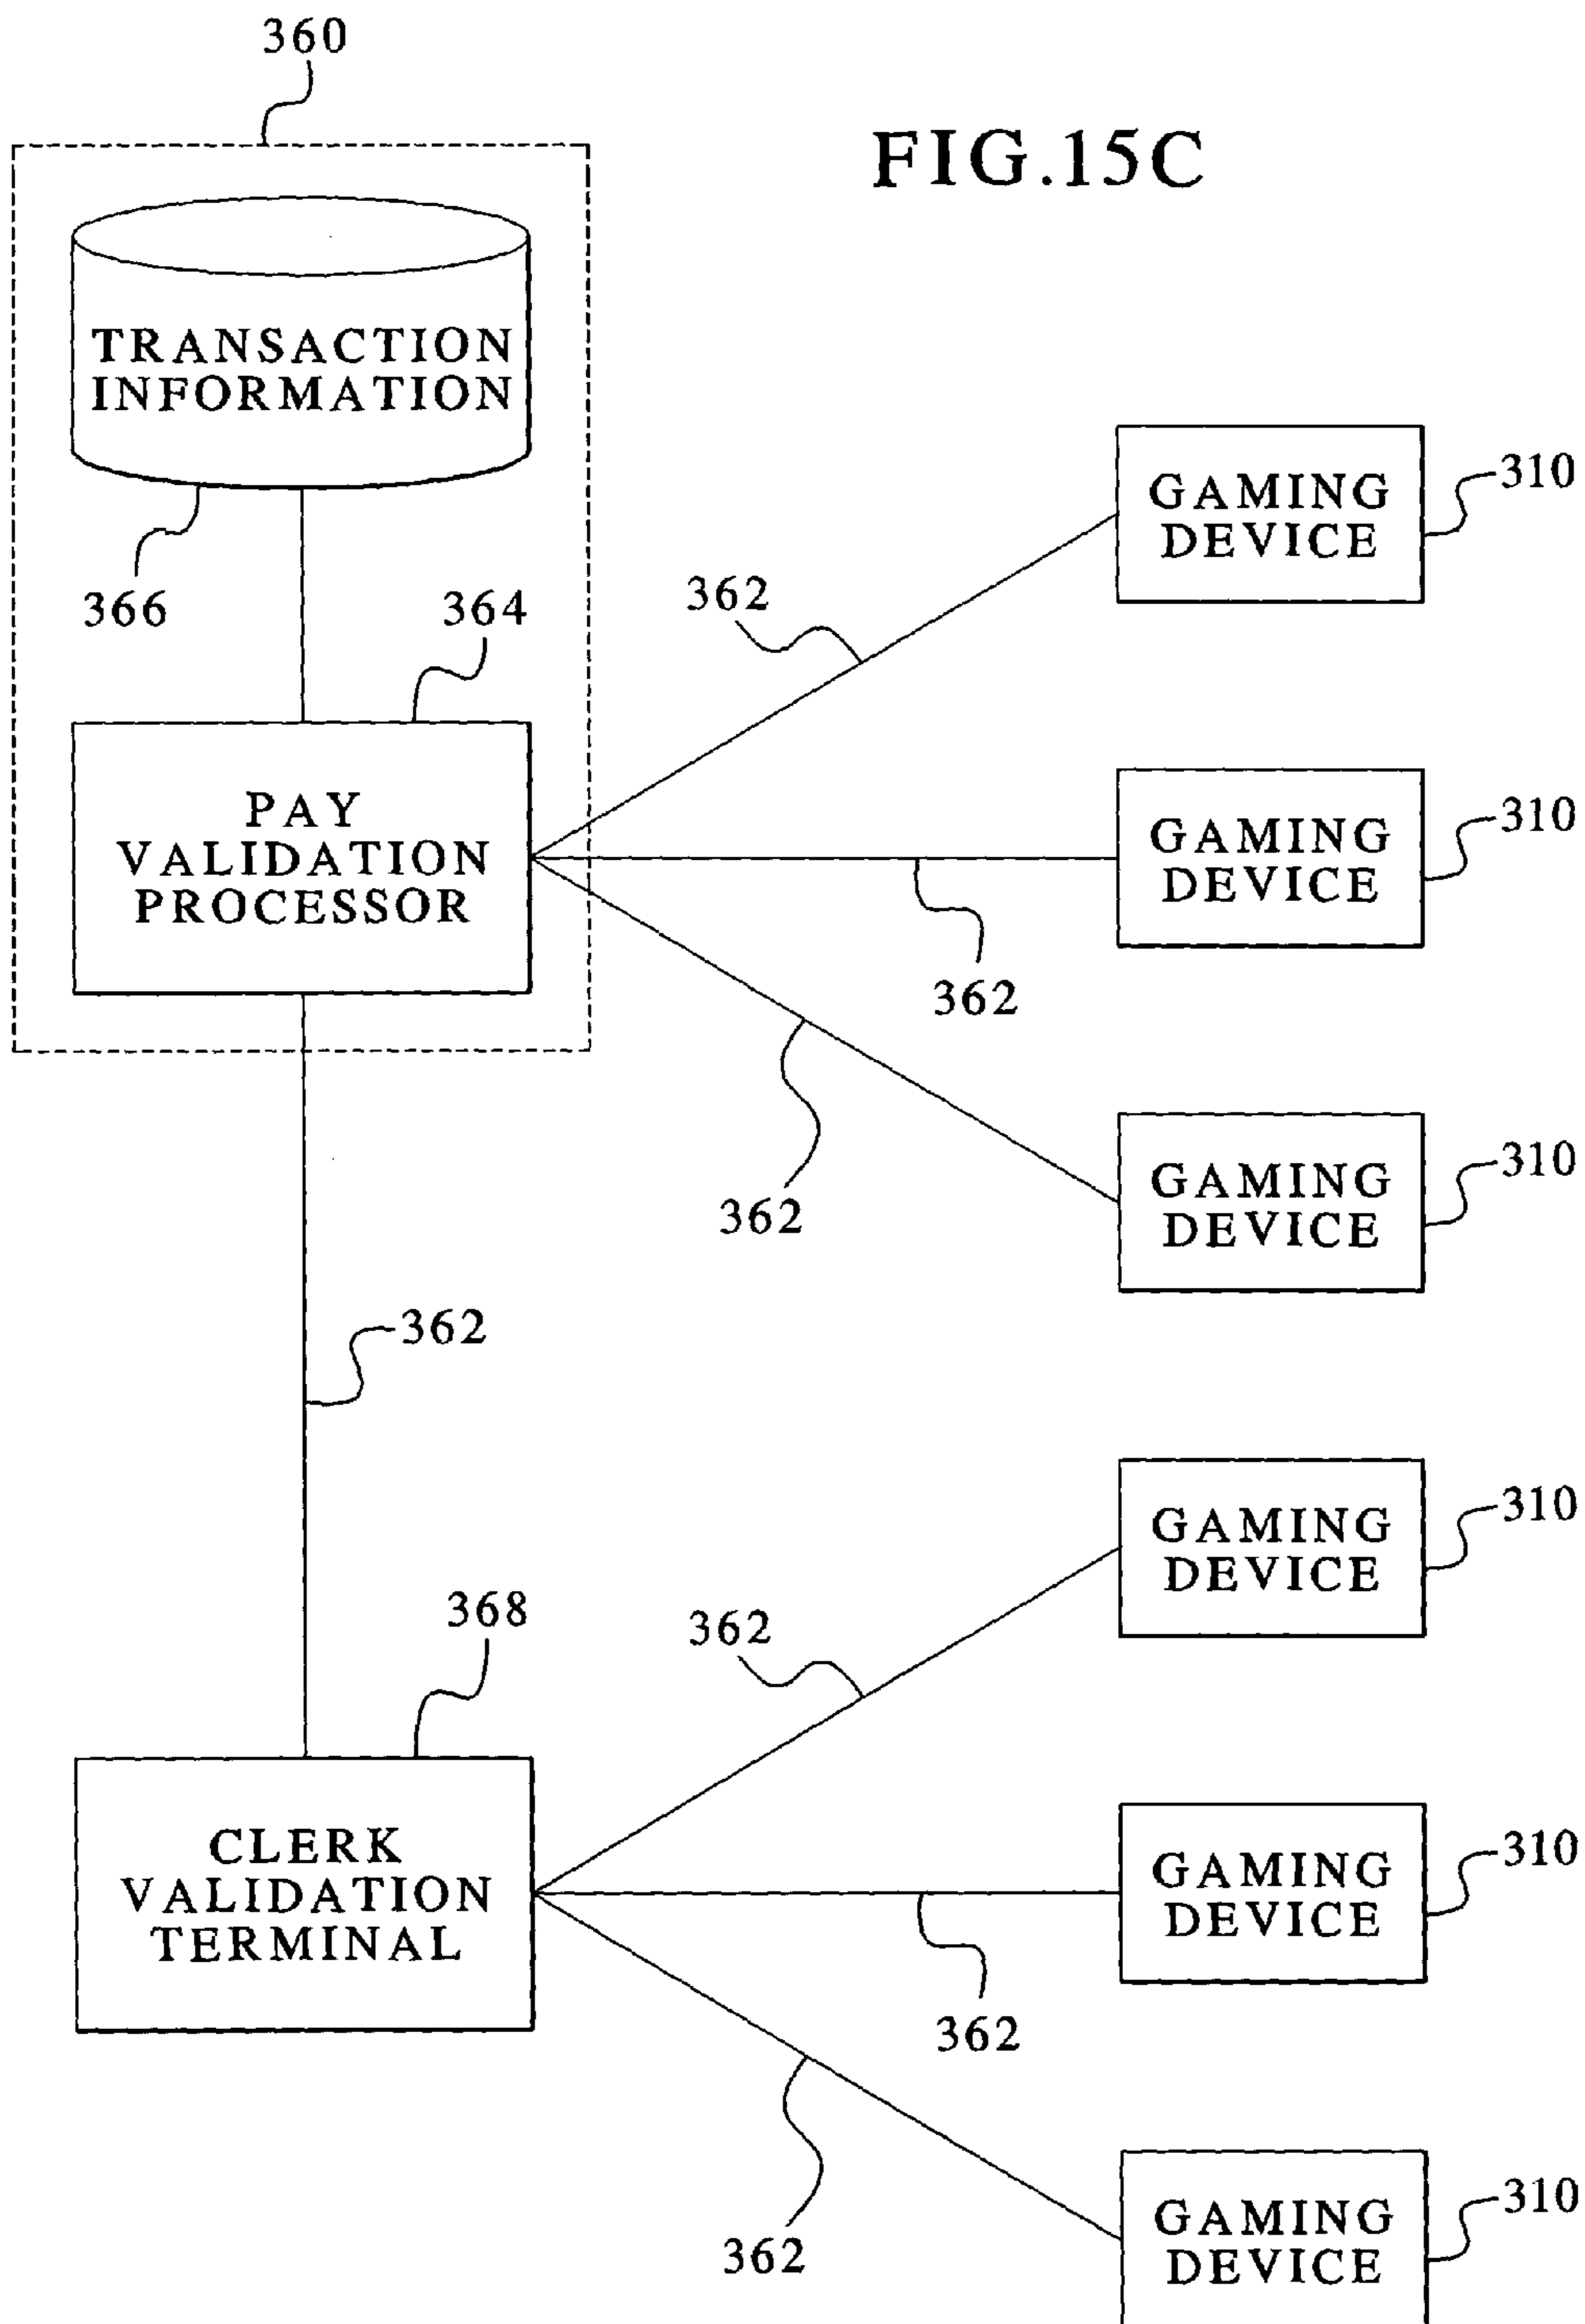 360
FIG.15C
TRANSACTION
INFORMATION
GAMING
DEVICE
310
366
364
362
PAY
VALIDATION
PROCESSOR
GAMING
DEVICE
310
362
GAMING
DEVICE
310
362
362
GAMING
DEVICE
310
368
362
CLERK
VALIDATION
TERMINAL
GAMING
DEVICE
310
362
GAMING
DEVICE
310
362